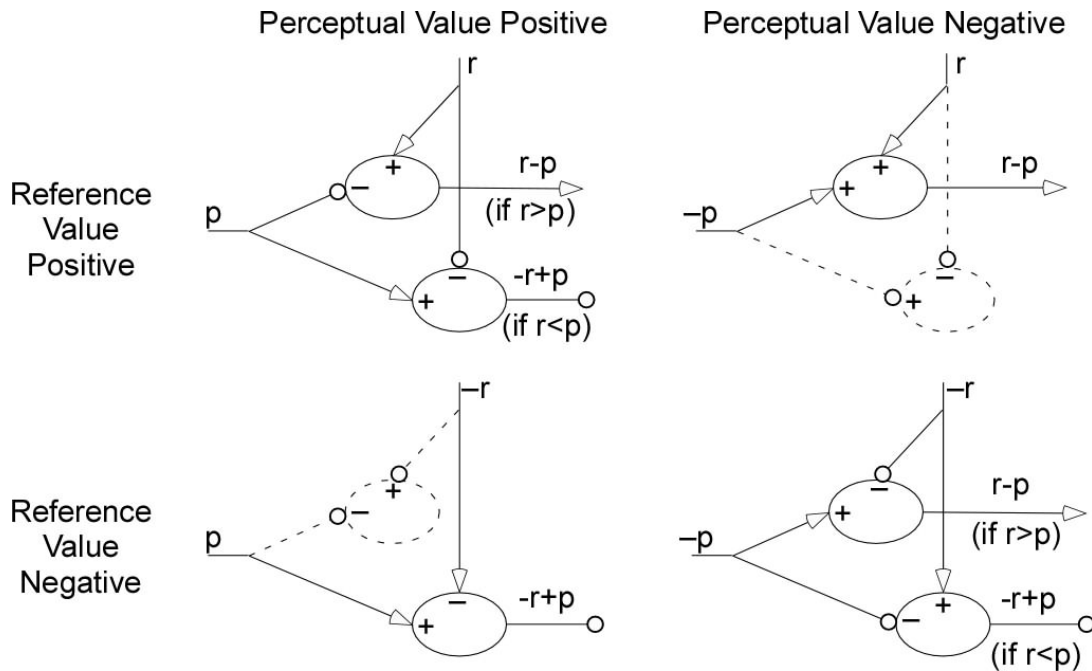 Perceptual Value Positive
Perceptual Value Negative
Reference
Value
Positive
r
+
−
r-p
(if r>p)
p
−
+
-r+p
(if r<p)
r
+
+
r-p
–p
−
+
Reference
Value
Negative
–r
+
−
p
−
+
-r+p
–r
−
+
r-p
(if r>p)
–p
+
−
-r+p
(if r<p)